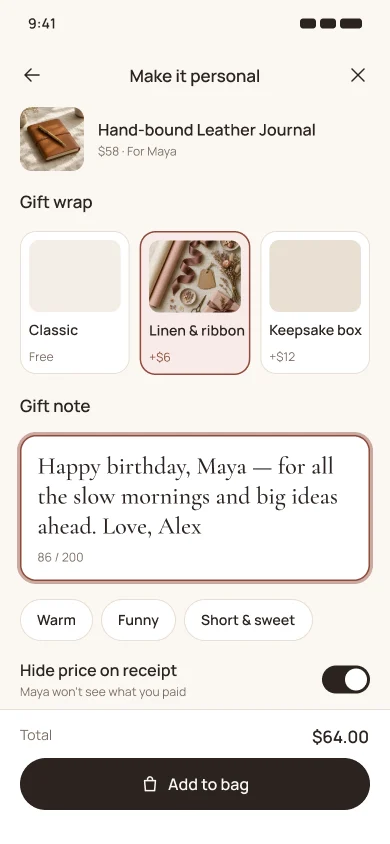 9:41
Make it personal
Hand-bound Leather Journal
$58 · For Maya
Gift wrap
Classic
Free
Linen & ribbon
+$6
Keepsake box
+$12
Gift note
Happy birthday, Maya — for all
the slow mornings and big ideas
ahead. Love, Alex
86 / 200
Warm
Funny
Short & sweet
Hide price on receipt
Maya won't see what you paid
Total
$64.00
Add to bag